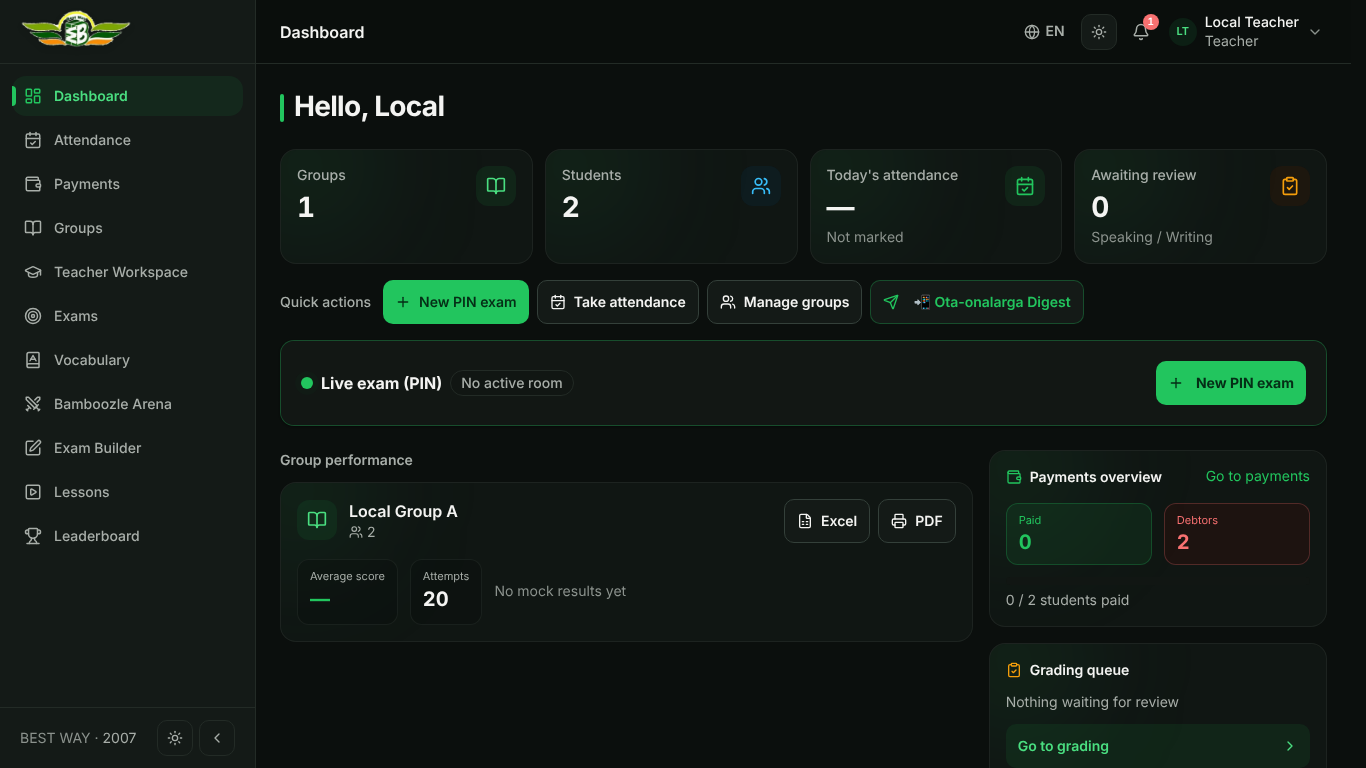 Dashboard
EN
1
LT
Local Teacher
Teacher
Dashboard
Attendance
Payments
Groups
Teacher Workspace
Exams
Vocabulary
Bamboozle Arena
Exam Builder
Lessons
Leaderboard
BEST WAY · 2007
Hello, Local
Groups
1
Students
2
Today's attendance
—
Not marked
Awaiting review
0
Speaking / Writing
Quick actions
New PIN exam
Take attendance
Manage groups
📲 Ota-onalarga Digest
Live exam (PIN)
No active room
New PIN exam
Group performance
Local Group A
2
Excel
PDF
Average score
—
Attempts
20
No mock results yet
Payments overview
Go to payments
Paid
0
Debtors
2
0 / 2 students paid
Grading queue
Nothing waiting for review
Go to grading